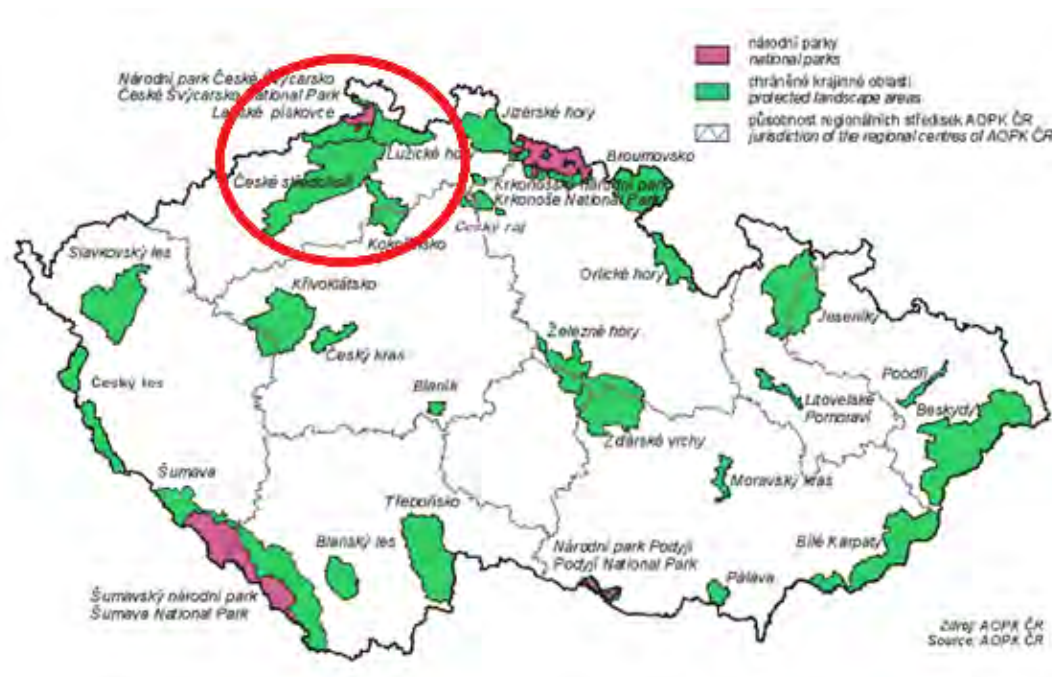 národní parky
national parks
chráněné krajinné oblasti
protected landscape areas
působnost regionálních středisek AOPK ČR
jurisdiction of the regional centres of AOPK ČR
Národní park České Švýcarsko
České Švýcarsko National Park
Labské pískovce
Jizerské hory
Lužické hory
Broumovsko
České středohoří
Krkonošský národní park
Krkonoše National Park
Český ráj
Kokořínsko
Slavkovský les
Orlické hory
Křivoklátsko
Jeseníky
Železné hory
Český kras
Poodří
Český les
Blaník
Litovelské
Pomoraví
Beskydy
Žďárské vrchy
Šumava
Moravský kras
Třeboňsko
Blanský les
Národní park Podyjí
Podyjí National Park
Bílé Karpaty
Pálava
Šumavský národní park
Šumava National Park
Zdroj: AOPK ČR
Source: AOPK ČR